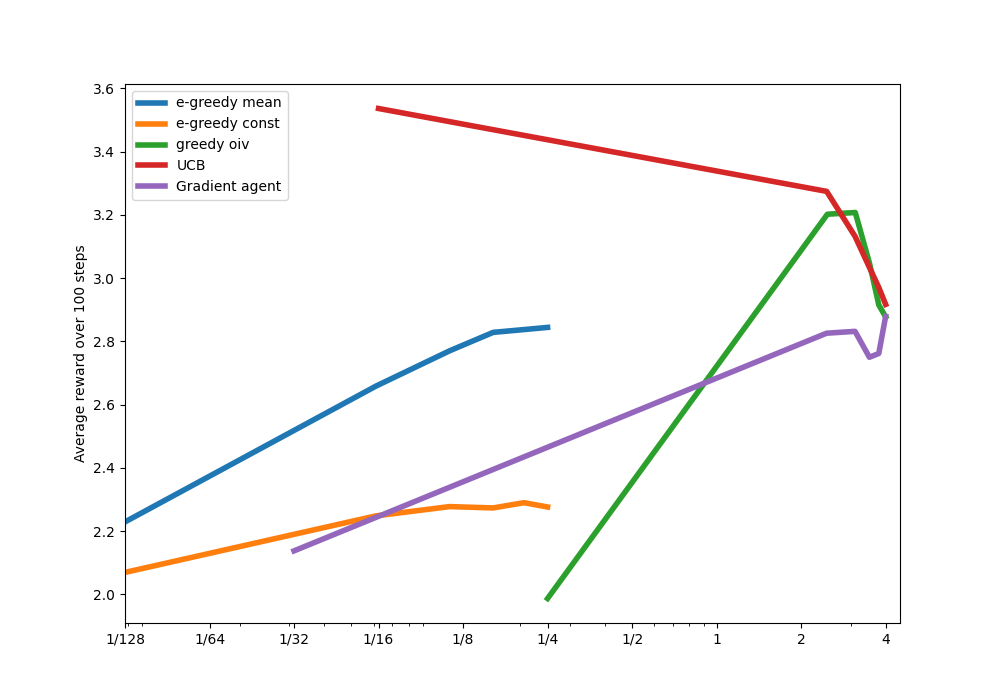 e-greedy mean
e-greedy const
greedy oiv
UCB
Gradient agent
Average reward over 100 steps
3.6
3.4
3.2
3.0
2.8
2.6
2.4
2.2
2.0
1/128 1/64 1/32 1/16 1/8 1/4 1/2 1 2 4